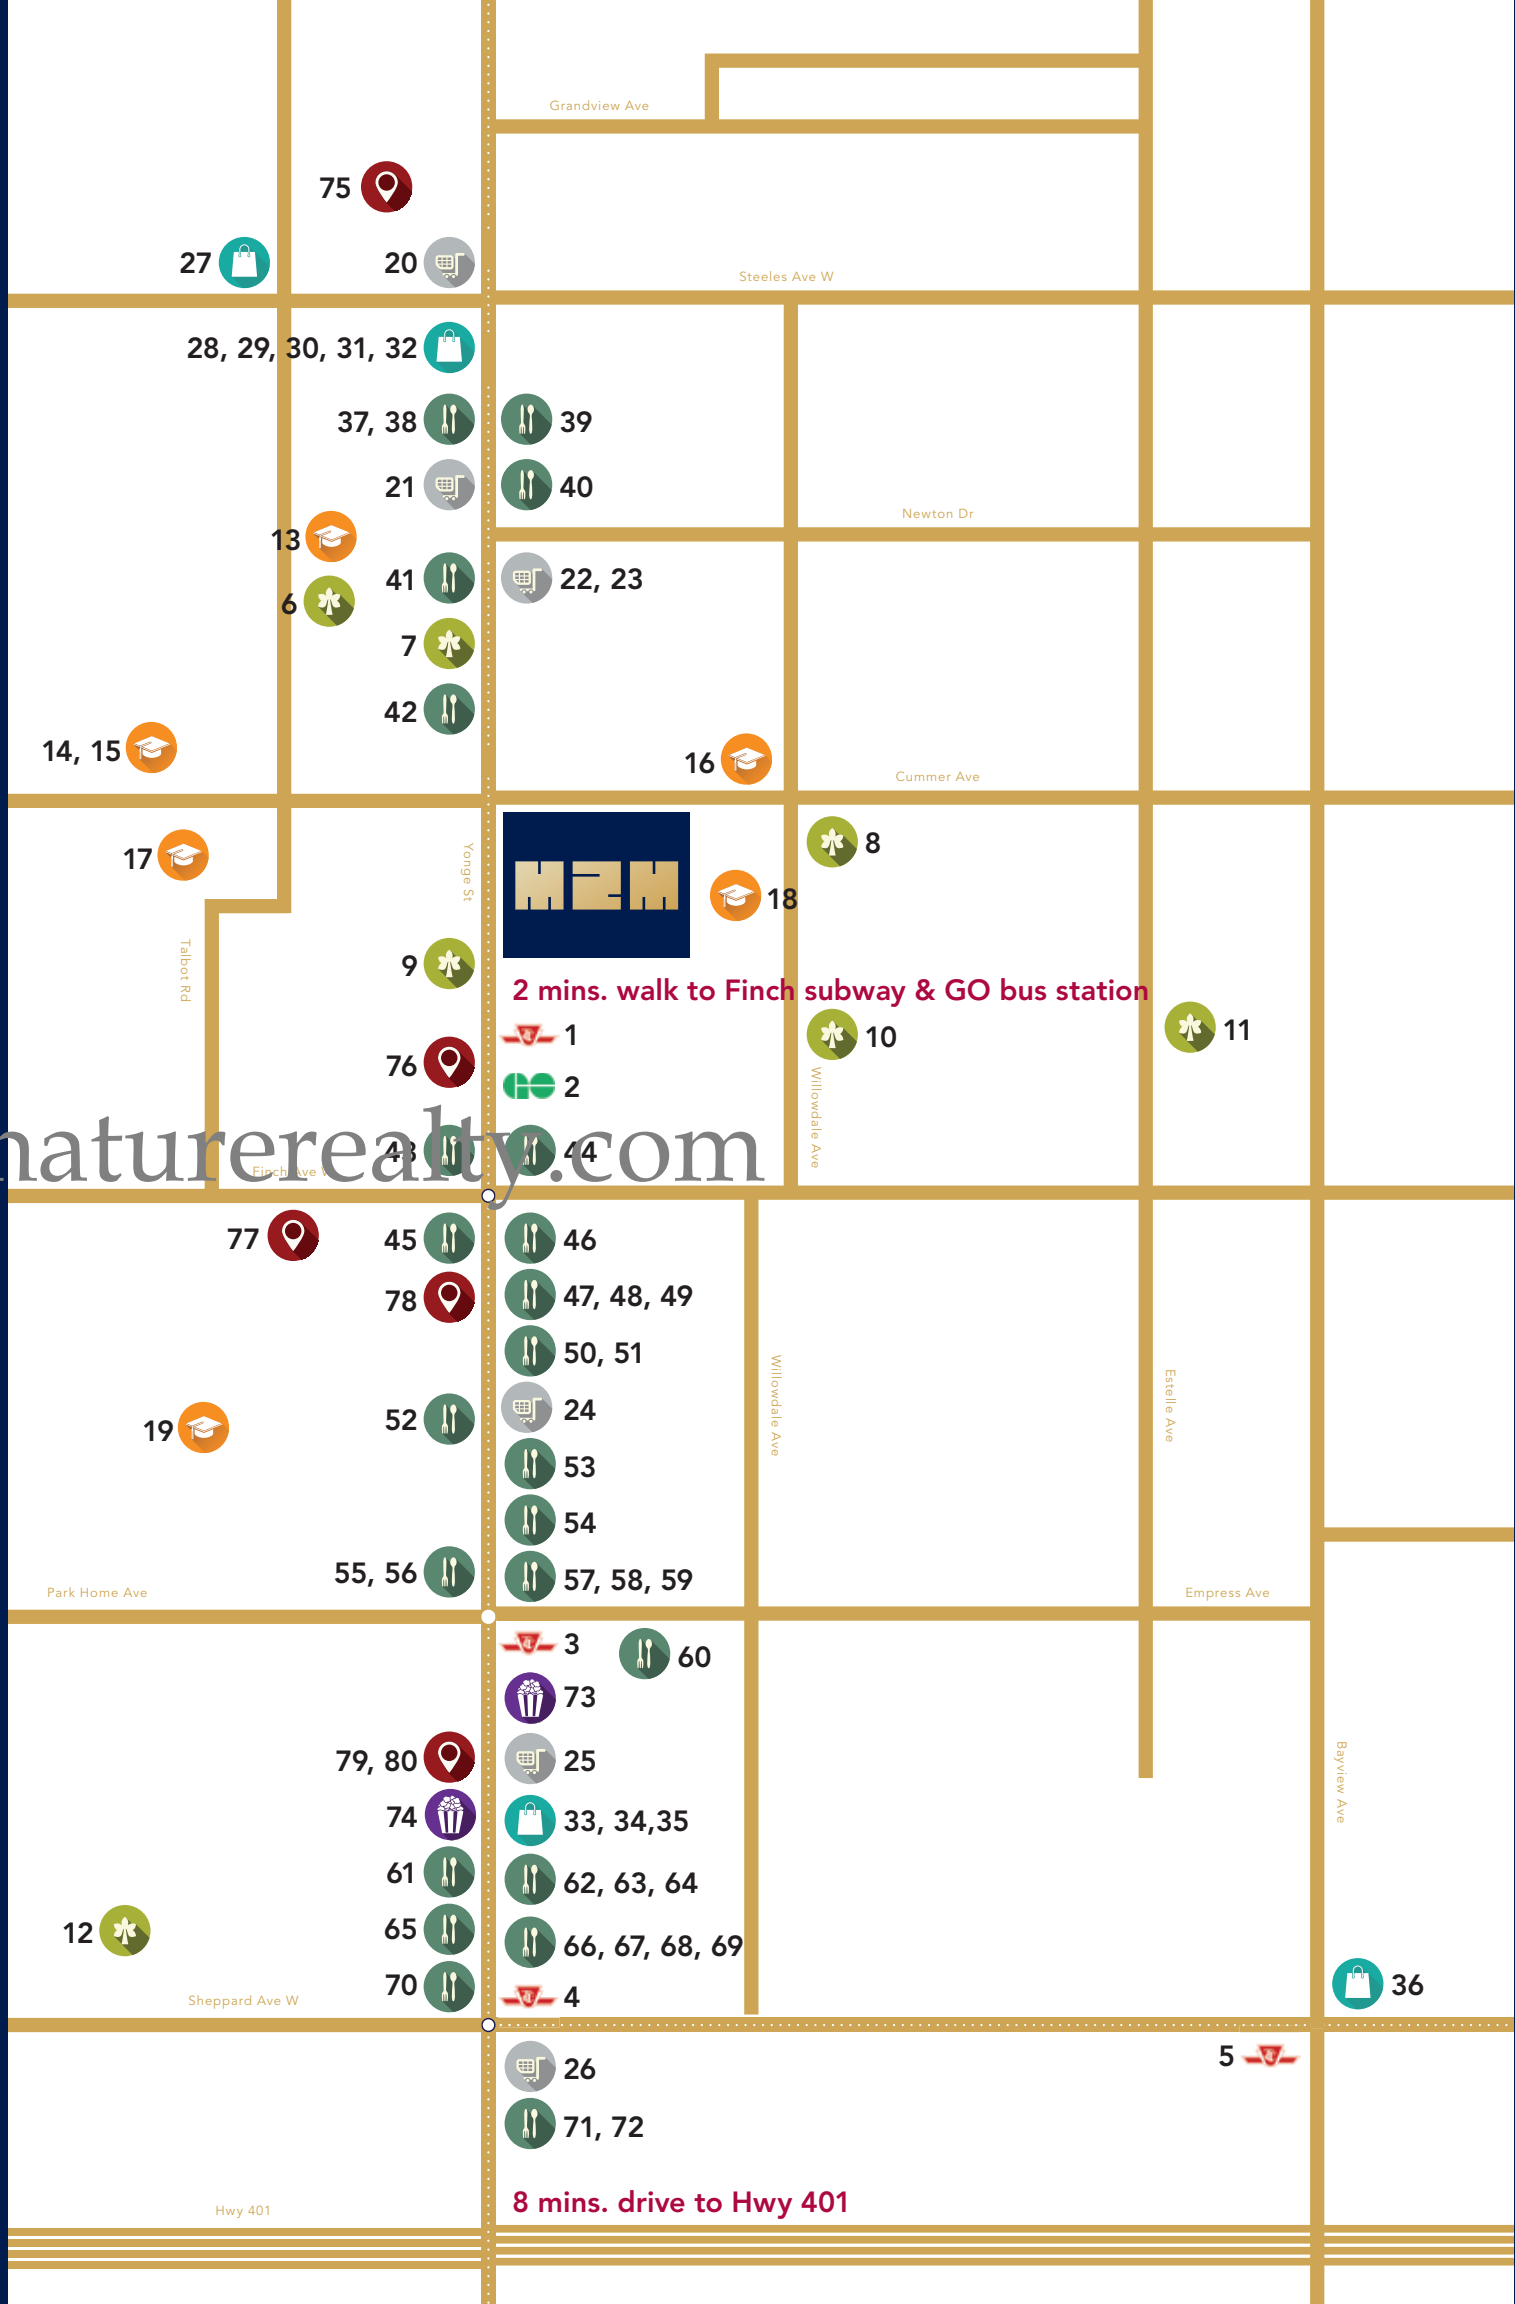 Grandview Ave
75
27
20
Steeles Ave W
28, 29, 30, 31, 32
37, 38
39
21
40
Newton Dr
13
41
22, 23
6
7
42
14, 15
16
Cummer Ave
17
Yonge St
M2M
8
18
Talbot Rd
9
2 mins. walk to Finch subway & GO bus station
1
10
11
76
2
GO
Willowdale Ave
43
44
naturerealty.com
Finch Ave W
77
45
46
78
47, 48, 49
50, 51
Willowdale Ave
Estelle Ave
19
52
24
53
54
55, 56
57, 58, 59
Park Home Ave
Empress Ave
3
60
73
79, 80
25
Bayview Ave
74
33, 34,35
61
62, 63, 64
12
65
66, 67, 68, 69
70
4
36
Sheppard Ave W
26
5
71, 72
8 mins. drive to Hwy 401
Hwy 401